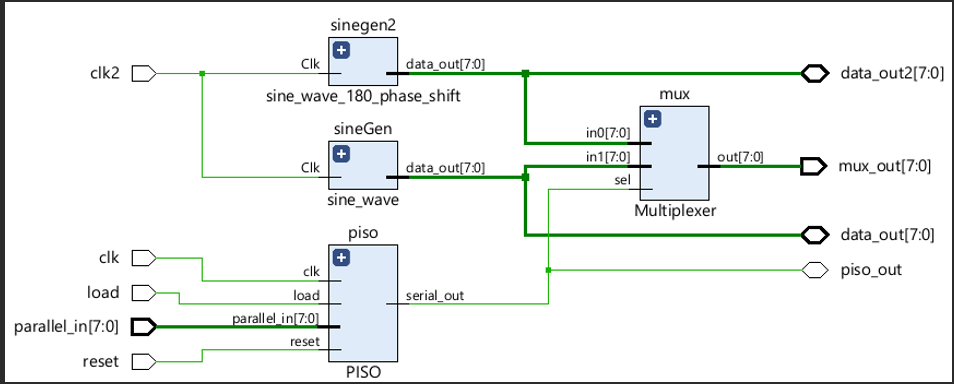 sinegen2
clk2
Clk
data_out[7:0]
data_out2[7:0]
sine_wave_180_phase_shift
mux
sineGen
in0[7:0]
in1[7:0]
out[7:0]
mux_out[7:0]
Clk
data_out[7:0]
sel
sine_wave
Multiplexer
piso
data_out[7:0]
clk
clk
piso_out
load
load
serial_out
parallel_in[7:0]
parallel_in[7:0]
reset
reset
PISO